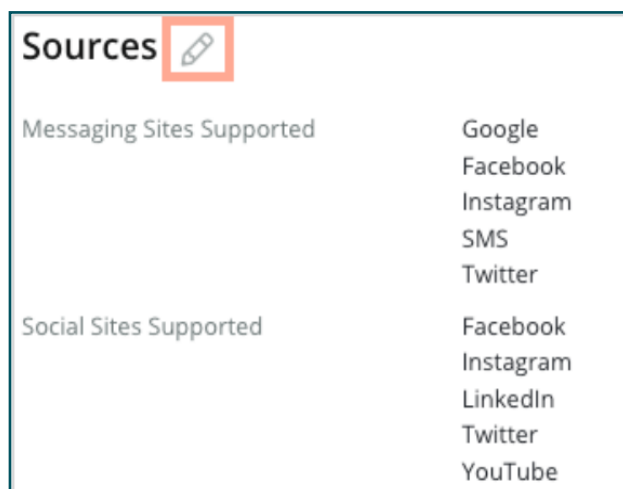 Sources
Messaging Sites Supported Google
Facebook
Instagram
SMS
Twitter
Social Sites Supported Facebook
Instagram
LinkedIn
Twitter
YouTube